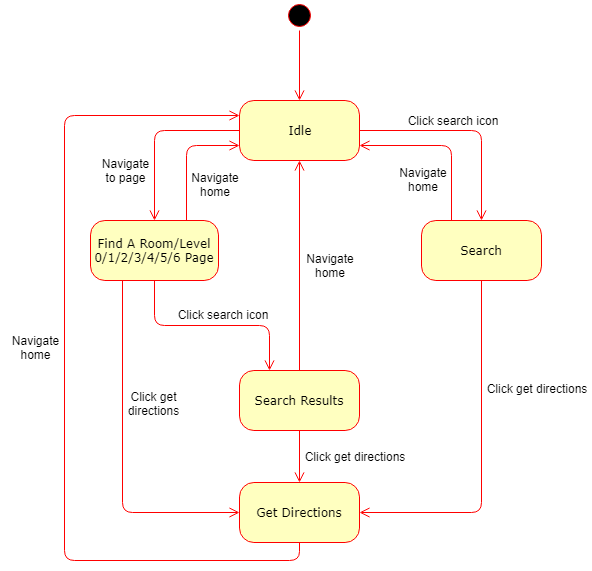 Idle
Click search icon
Navigate
to page
Navigate
home
Navigate
home
Find A Room/Level
0/1/2/3/4/5/6 Page
Search
Navigate
home
Click search icon
Navigate
home
Search Results
Click get
directions
Click get directions
Click get directions
Get Directions